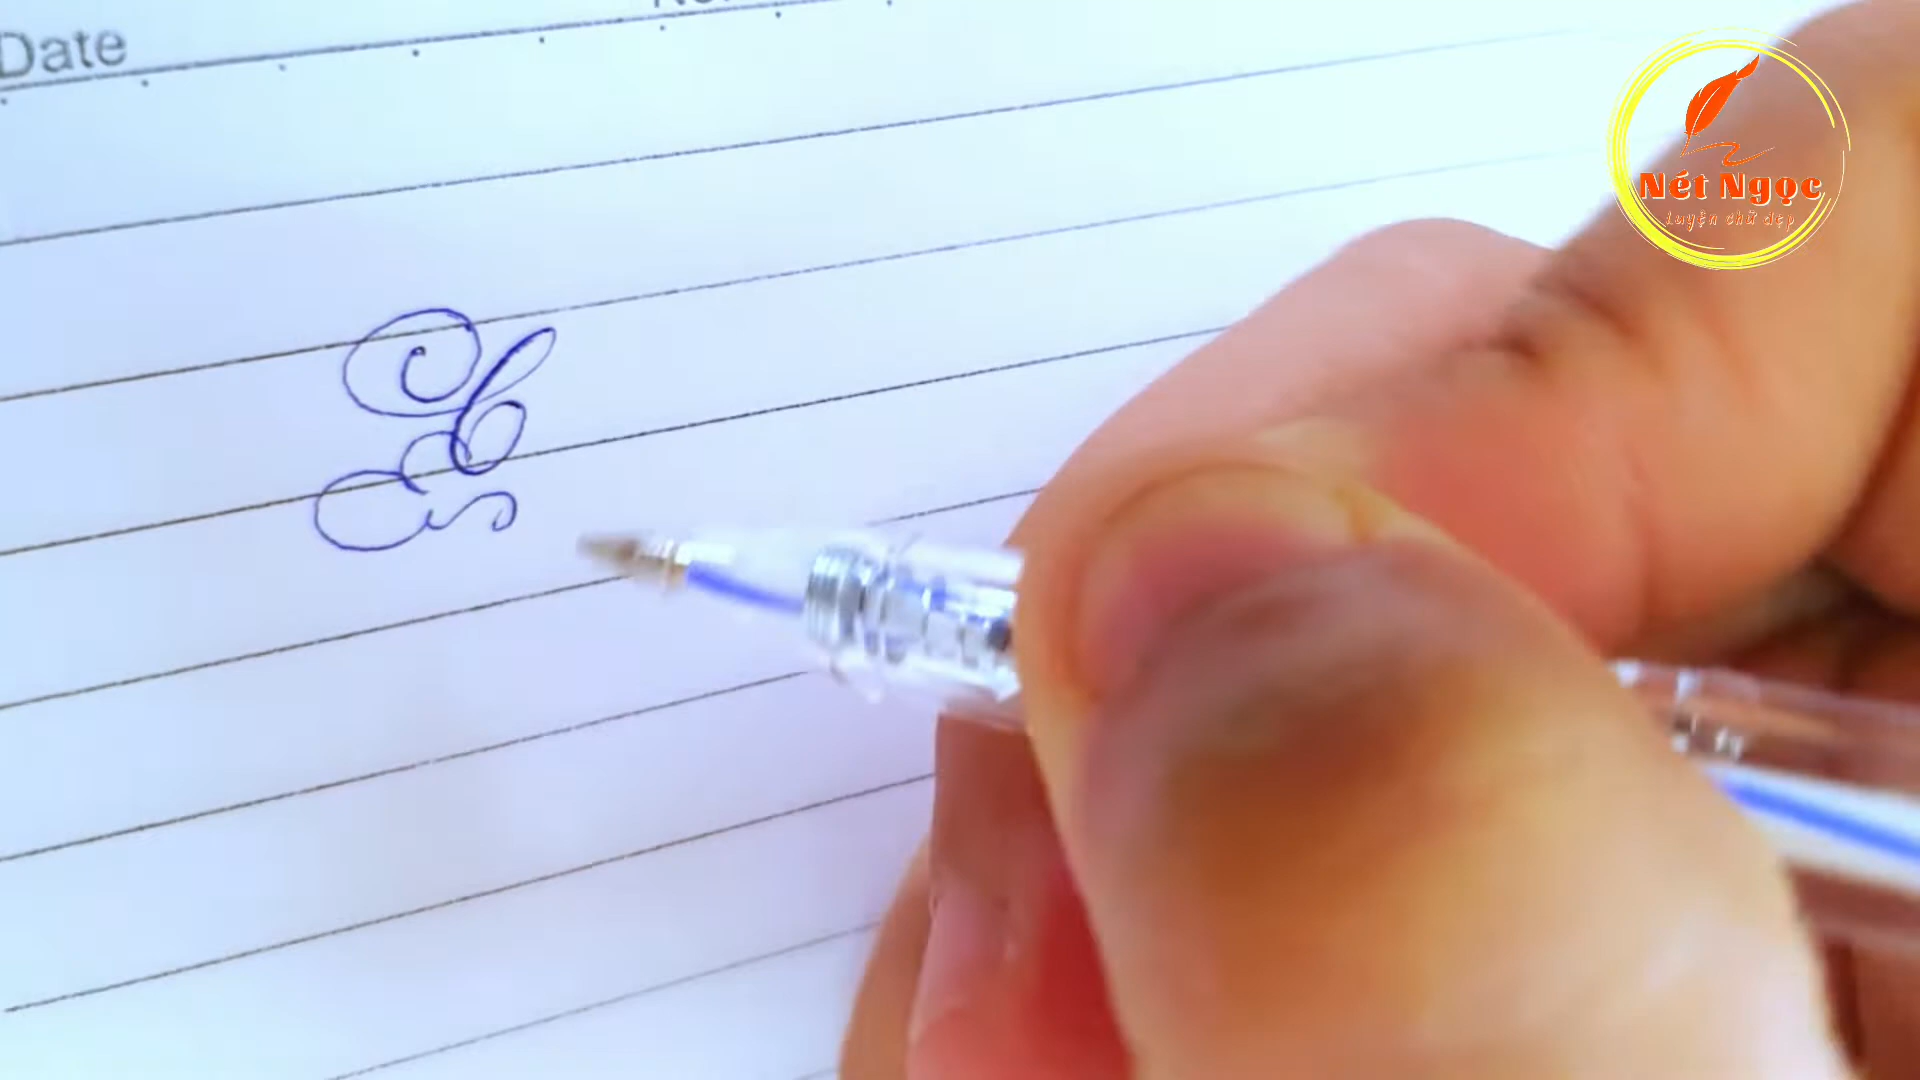 Date
Nét Ngọc
luyện chữ đẹp
E